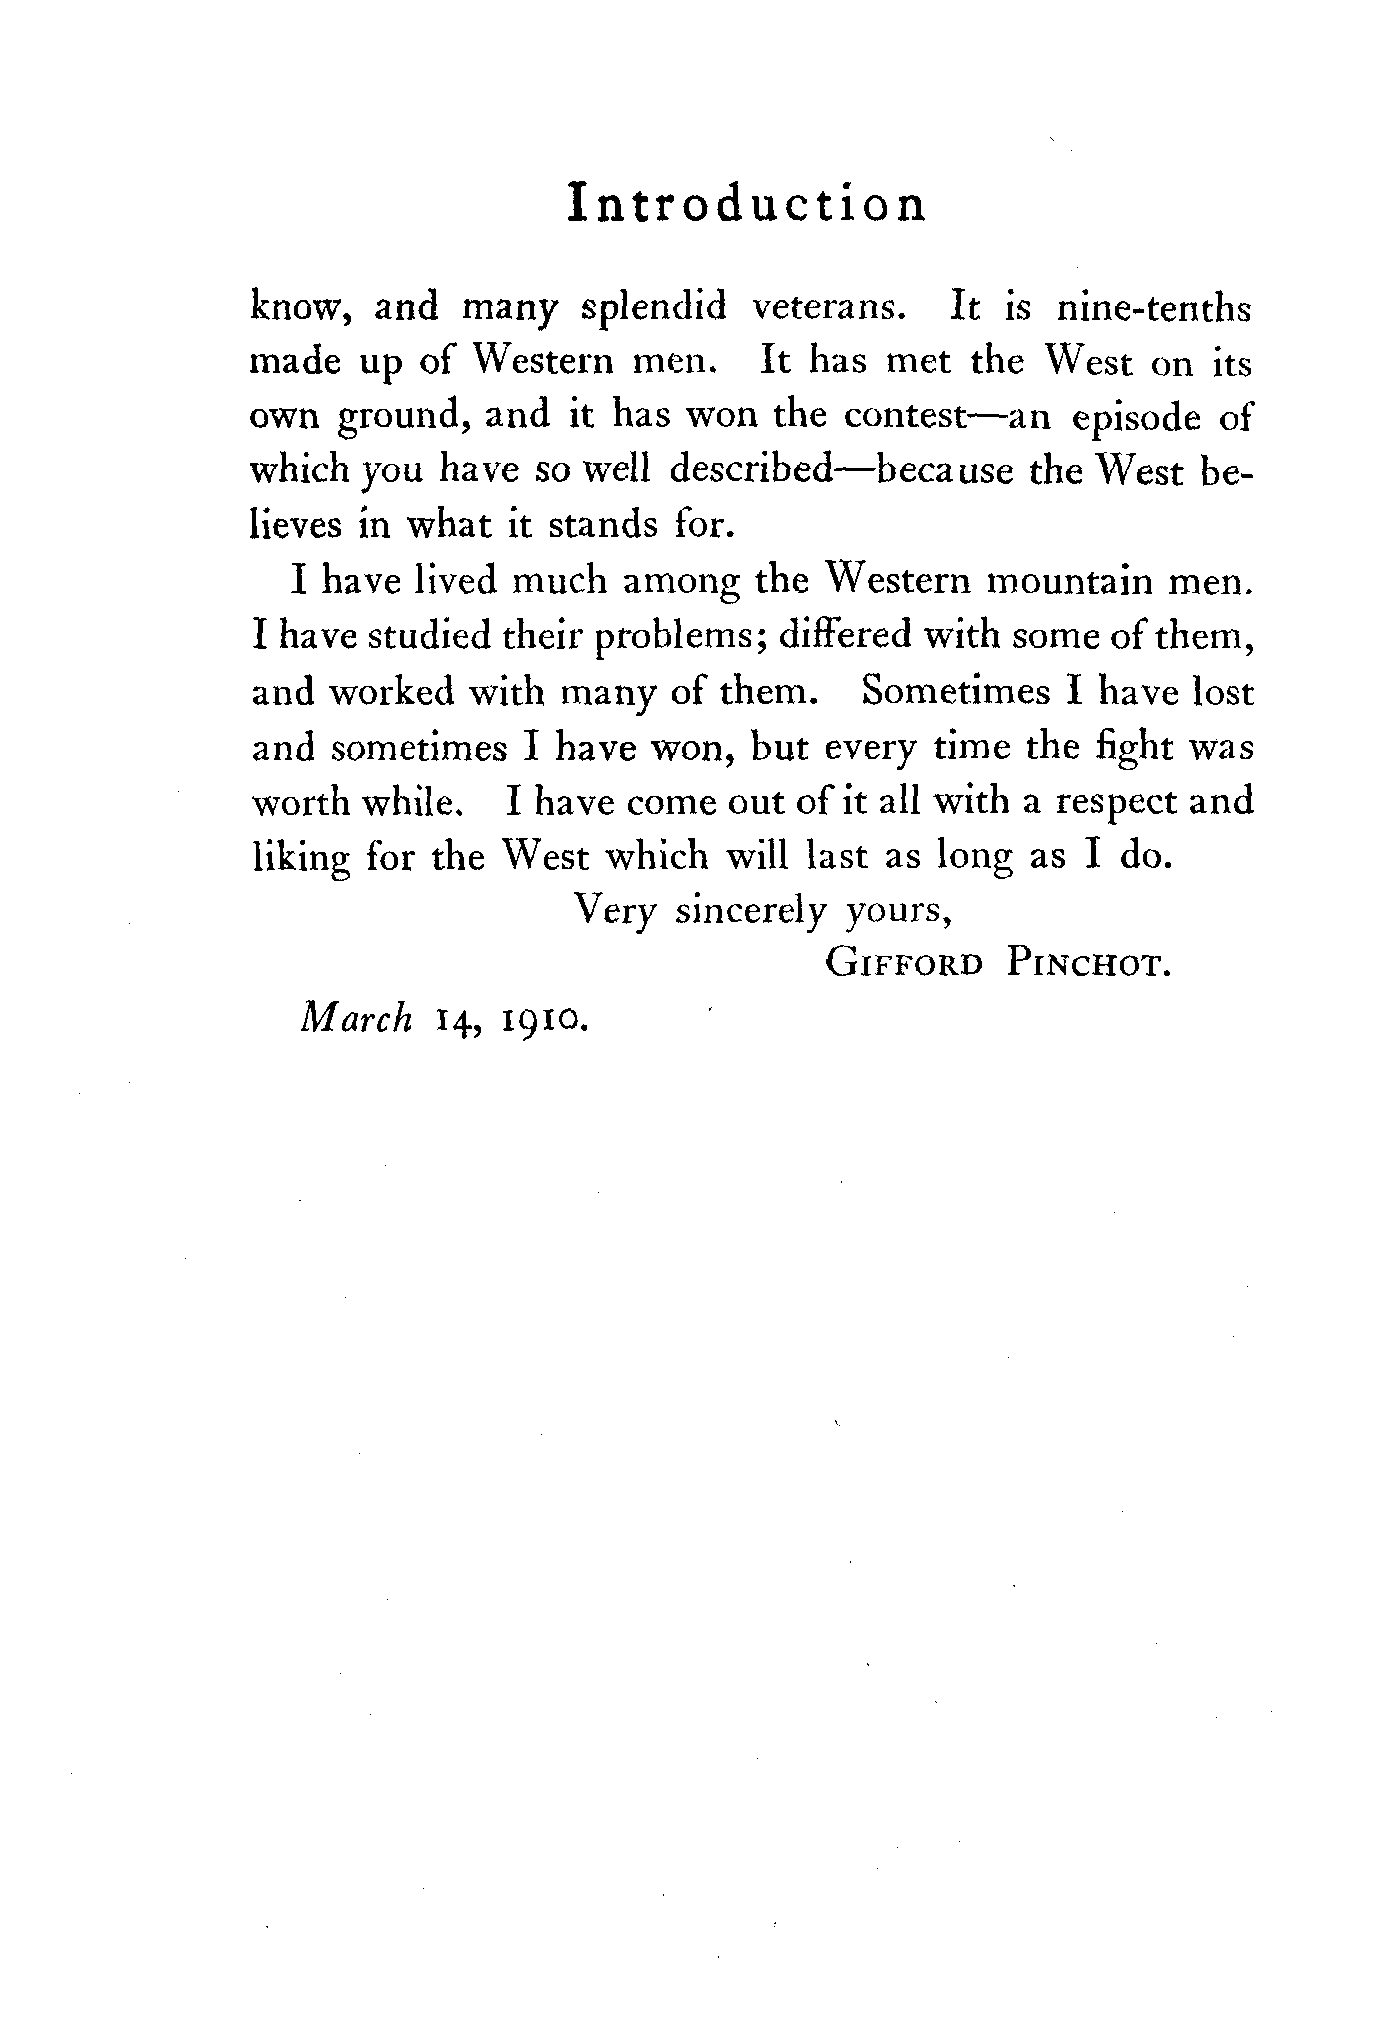 Introduction
know, and many splendid veterans. It is nine-tenths
made up of Western men. It has met the West on its
own ground, and it has won the contest—an episode of
which you have so well described—because the West be-
lieves in what it stands for.
I have lived much among the Western mountain men.
I have studied their problems; differed with some of them,
and worked with many of them. Sometimes I have lost
and sometimes I have won, but every time the fight was
worth while. I have come out of it all with a respect and
liking for the West which will last as long as I do.
Very sincerely yours,
GIFFORD PINCHOT.
March 14, 1910.